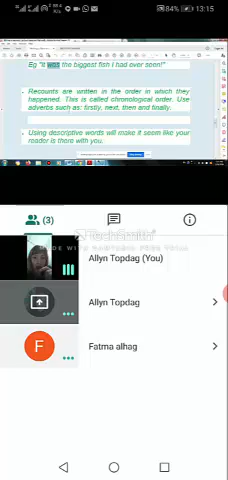 84% 13:15
Eg "It was the biggest fish I had ever seen!"
Recounts are written in the order in which they
happened. This is called chronological order. Use
adverbs such as: firstly, next, then and finally.
Using descriptive words will make it seem like your
reader is there with you.
(3)
TechSmith
MADE WITH
Allyn Topdag (You)
Allyn Topdag
F
Fatma alhag